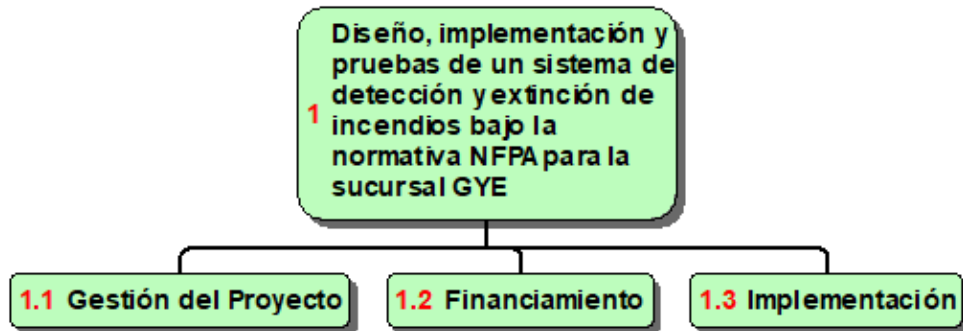 Diseño, implementación y
pruebas de un sistema de
detección y extinción de
1 incendios bajo la
normativa NFPA para la
sucursal GYE
1.1 Gestión del Proyecto
1.2 Financiamiento
1.3 Implementación